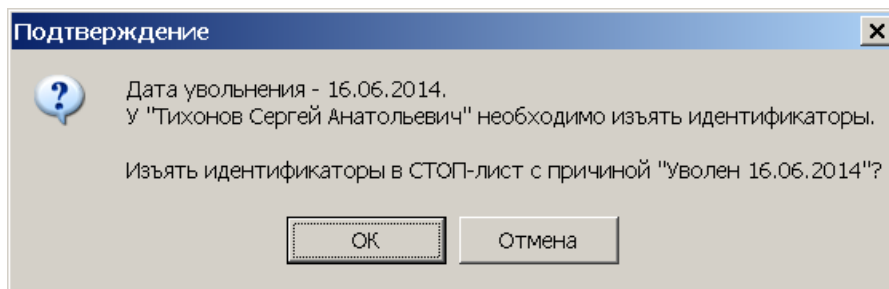 Подтверждение
Дата увольнения - 16.06.2014.
У "Тихонов Сергей Анатольевич" необходимо изъять идентификаторы.
Изъять идентификаторы в СТОП-лист с причиной "Уволен 16.06.2014"?
ОК Отмена